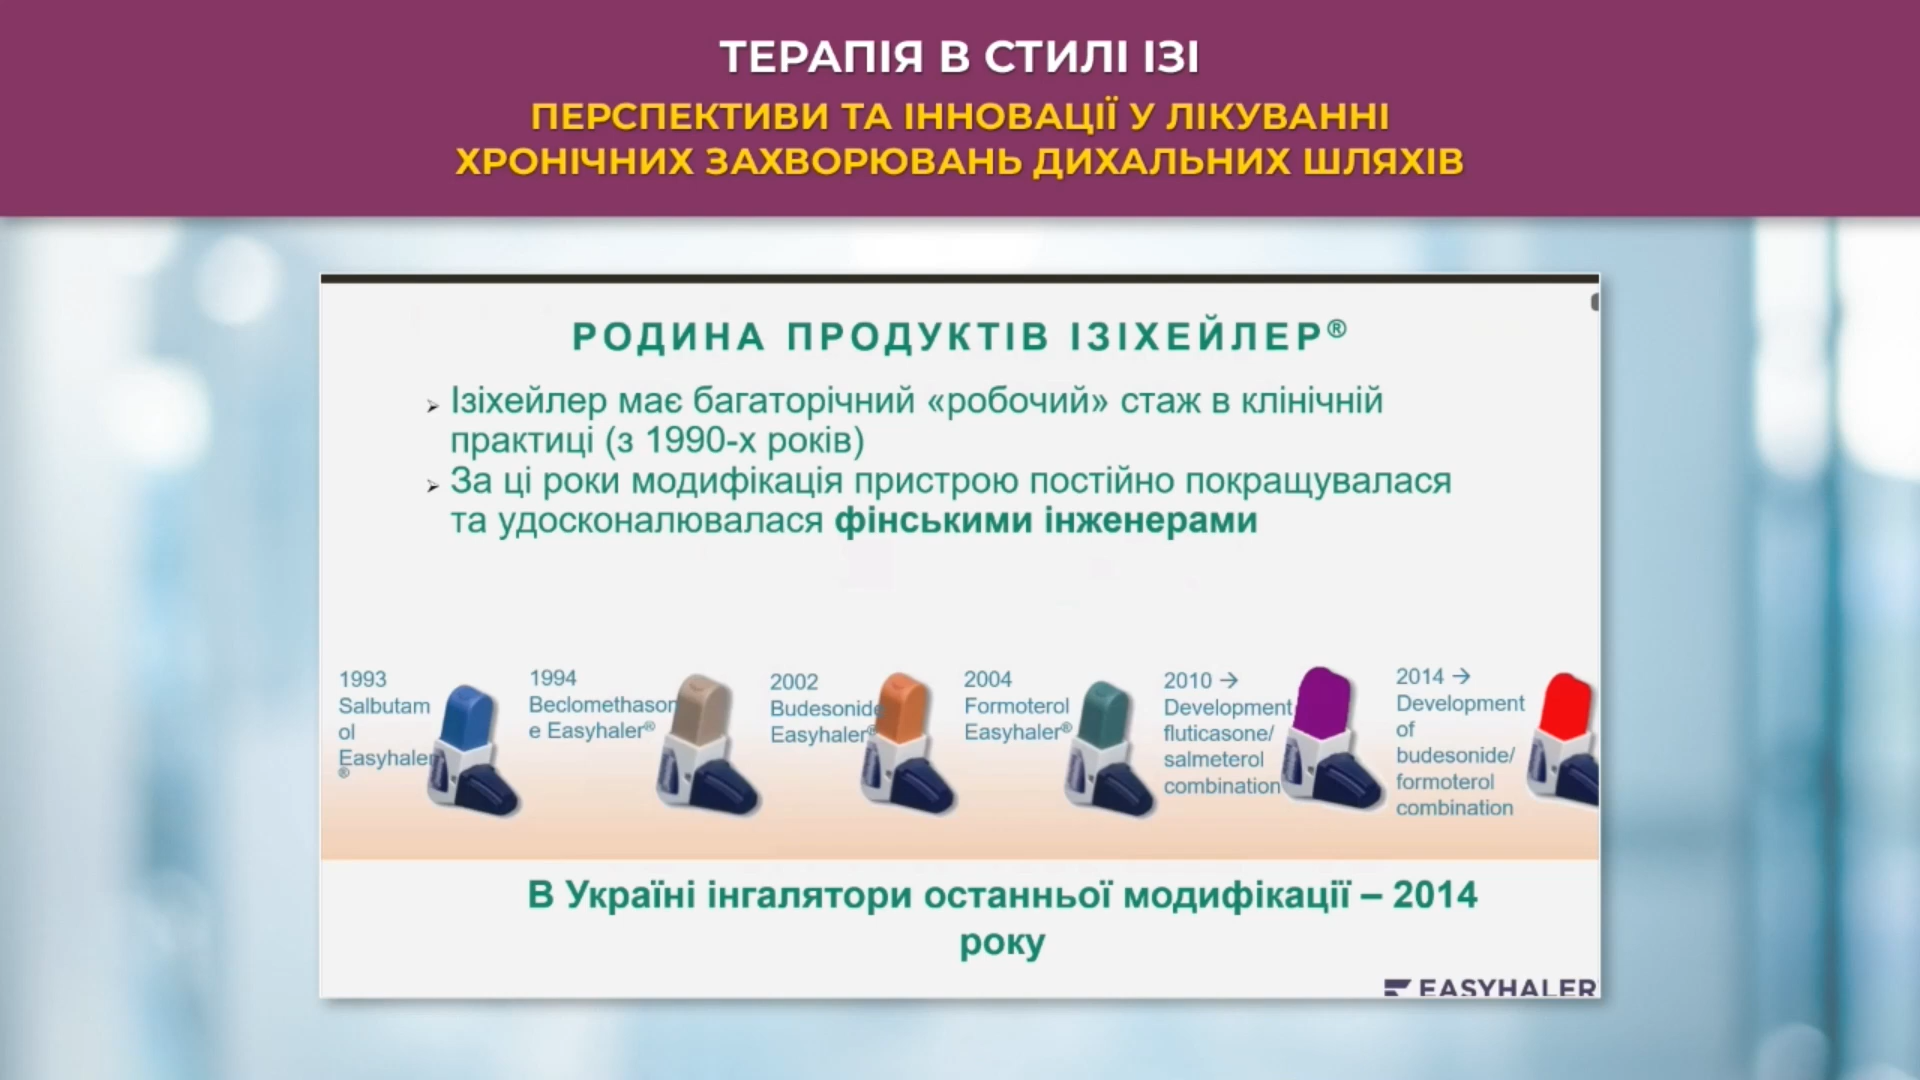 ТЕРАПІЯ В СТИЛІ ІЗІ
ПЕРСПЕКТИВИ ТА ІННОВАЦІЇ У ЛІКУВАННІ
ХРОНІЧНИХ ЗАХВОРЮВАНЬ ДИХАЛЬНИХ ШЛЯХІВ
РОДИНА ПРОДУКТІВ ІЗІХЕЙЛЕР®
➢ Ізіхейлер має багаторічний «робочий» стаж в клінічній
практиці (з 1990-х років)
➢ За ці роки модифікація пристрою постійно покращувалася
та удосконалювалася фінськими інженерами
1993
Salbutam
ol
Easyhaler
®
1994
Beclomethason
e Easyhaler®
2002
Budesonide
Easyhaler®
2004
Formoterol
Easyhaler®
2010 →
Development
fluticasone/
salmeterol
combination
2014 →
Development
of
budesonide/
formoterol
combination
В Україні інгалятори останньої модифікації – 2014
року
EASYHALER